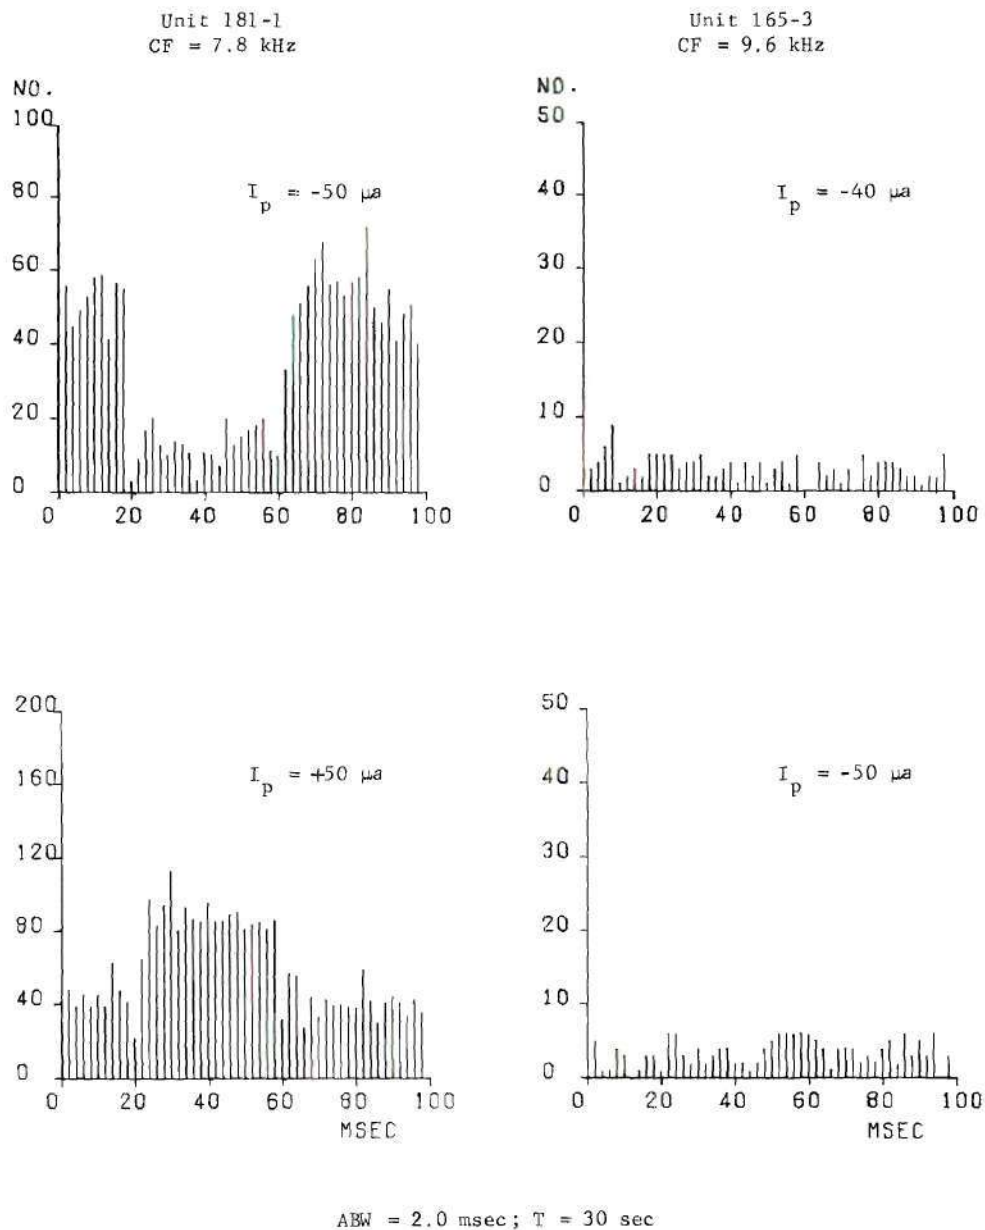 Unit 181-1
CF = 7.8 kHz
Unit 165-3
CF = 9.6 kHz
NO.
100
80
60
40
20
0
I_p = -50 µa
0 20 40 60 80 100
NO.
50
40
30
20
10
0
I_p = -40 µa
0 20 40 60 80 100
200
160
120
80
40
0
I_p = +50 µa
0 20 40 60 80 100
MSEC
50
40
30
20
10
0
I_p = -50 µa
0 20 40 60 80 100
MSEC
ABW = 2.0 msec; T = 30 sec